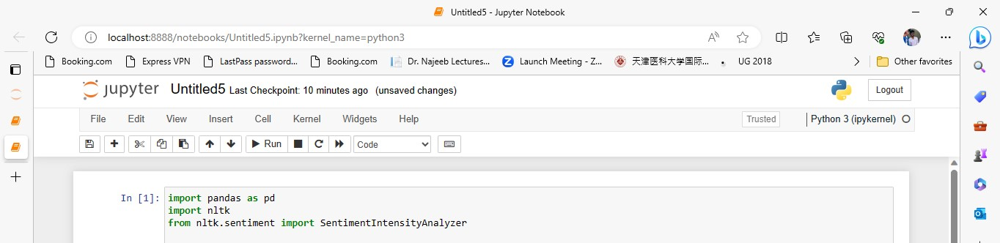 Untitled5 - Jupyter Notebook
localhost:8888/notebooks/Untitled5.ipynb?kernel_name=python3
Booking.com Express VPN LastPass password... Booking.com Dr. Najeeb Lectures... Launch Meeting - Z... 天津医科大学国际... UG 2018 Other favorites
jupyter Untitled5 Last Checkpoint: 10 minutes ago (unsaved changes) Logout
File Edit View Insert Cell Kernel Widgets Help Trusted Python 3 (ipykernel)
Run Code
In [1]: import pandas as pd
import nltk
from nltk.sentiment import SentimentIntensityAnalyzer